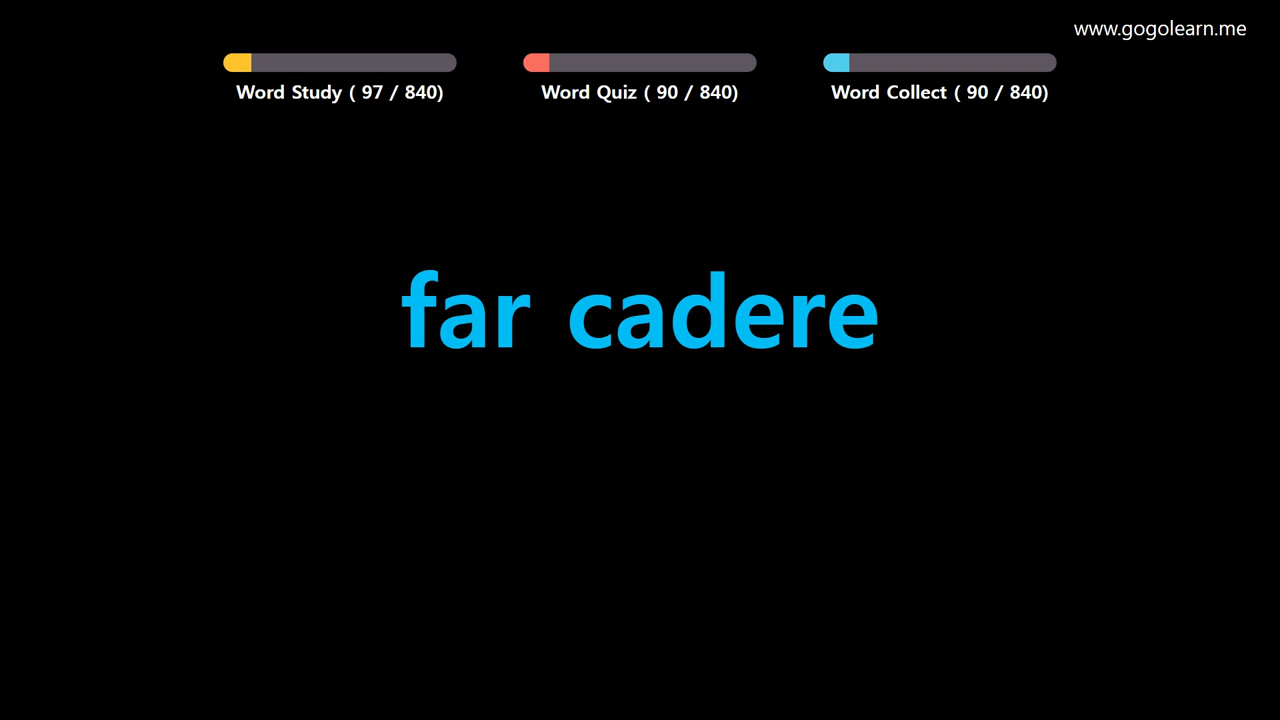 www.gogolearn.me
Word Study ( 97 / 840)
Word Quiz ( 90 / 840)
Word Collect ( 90 / 840)
far cadere